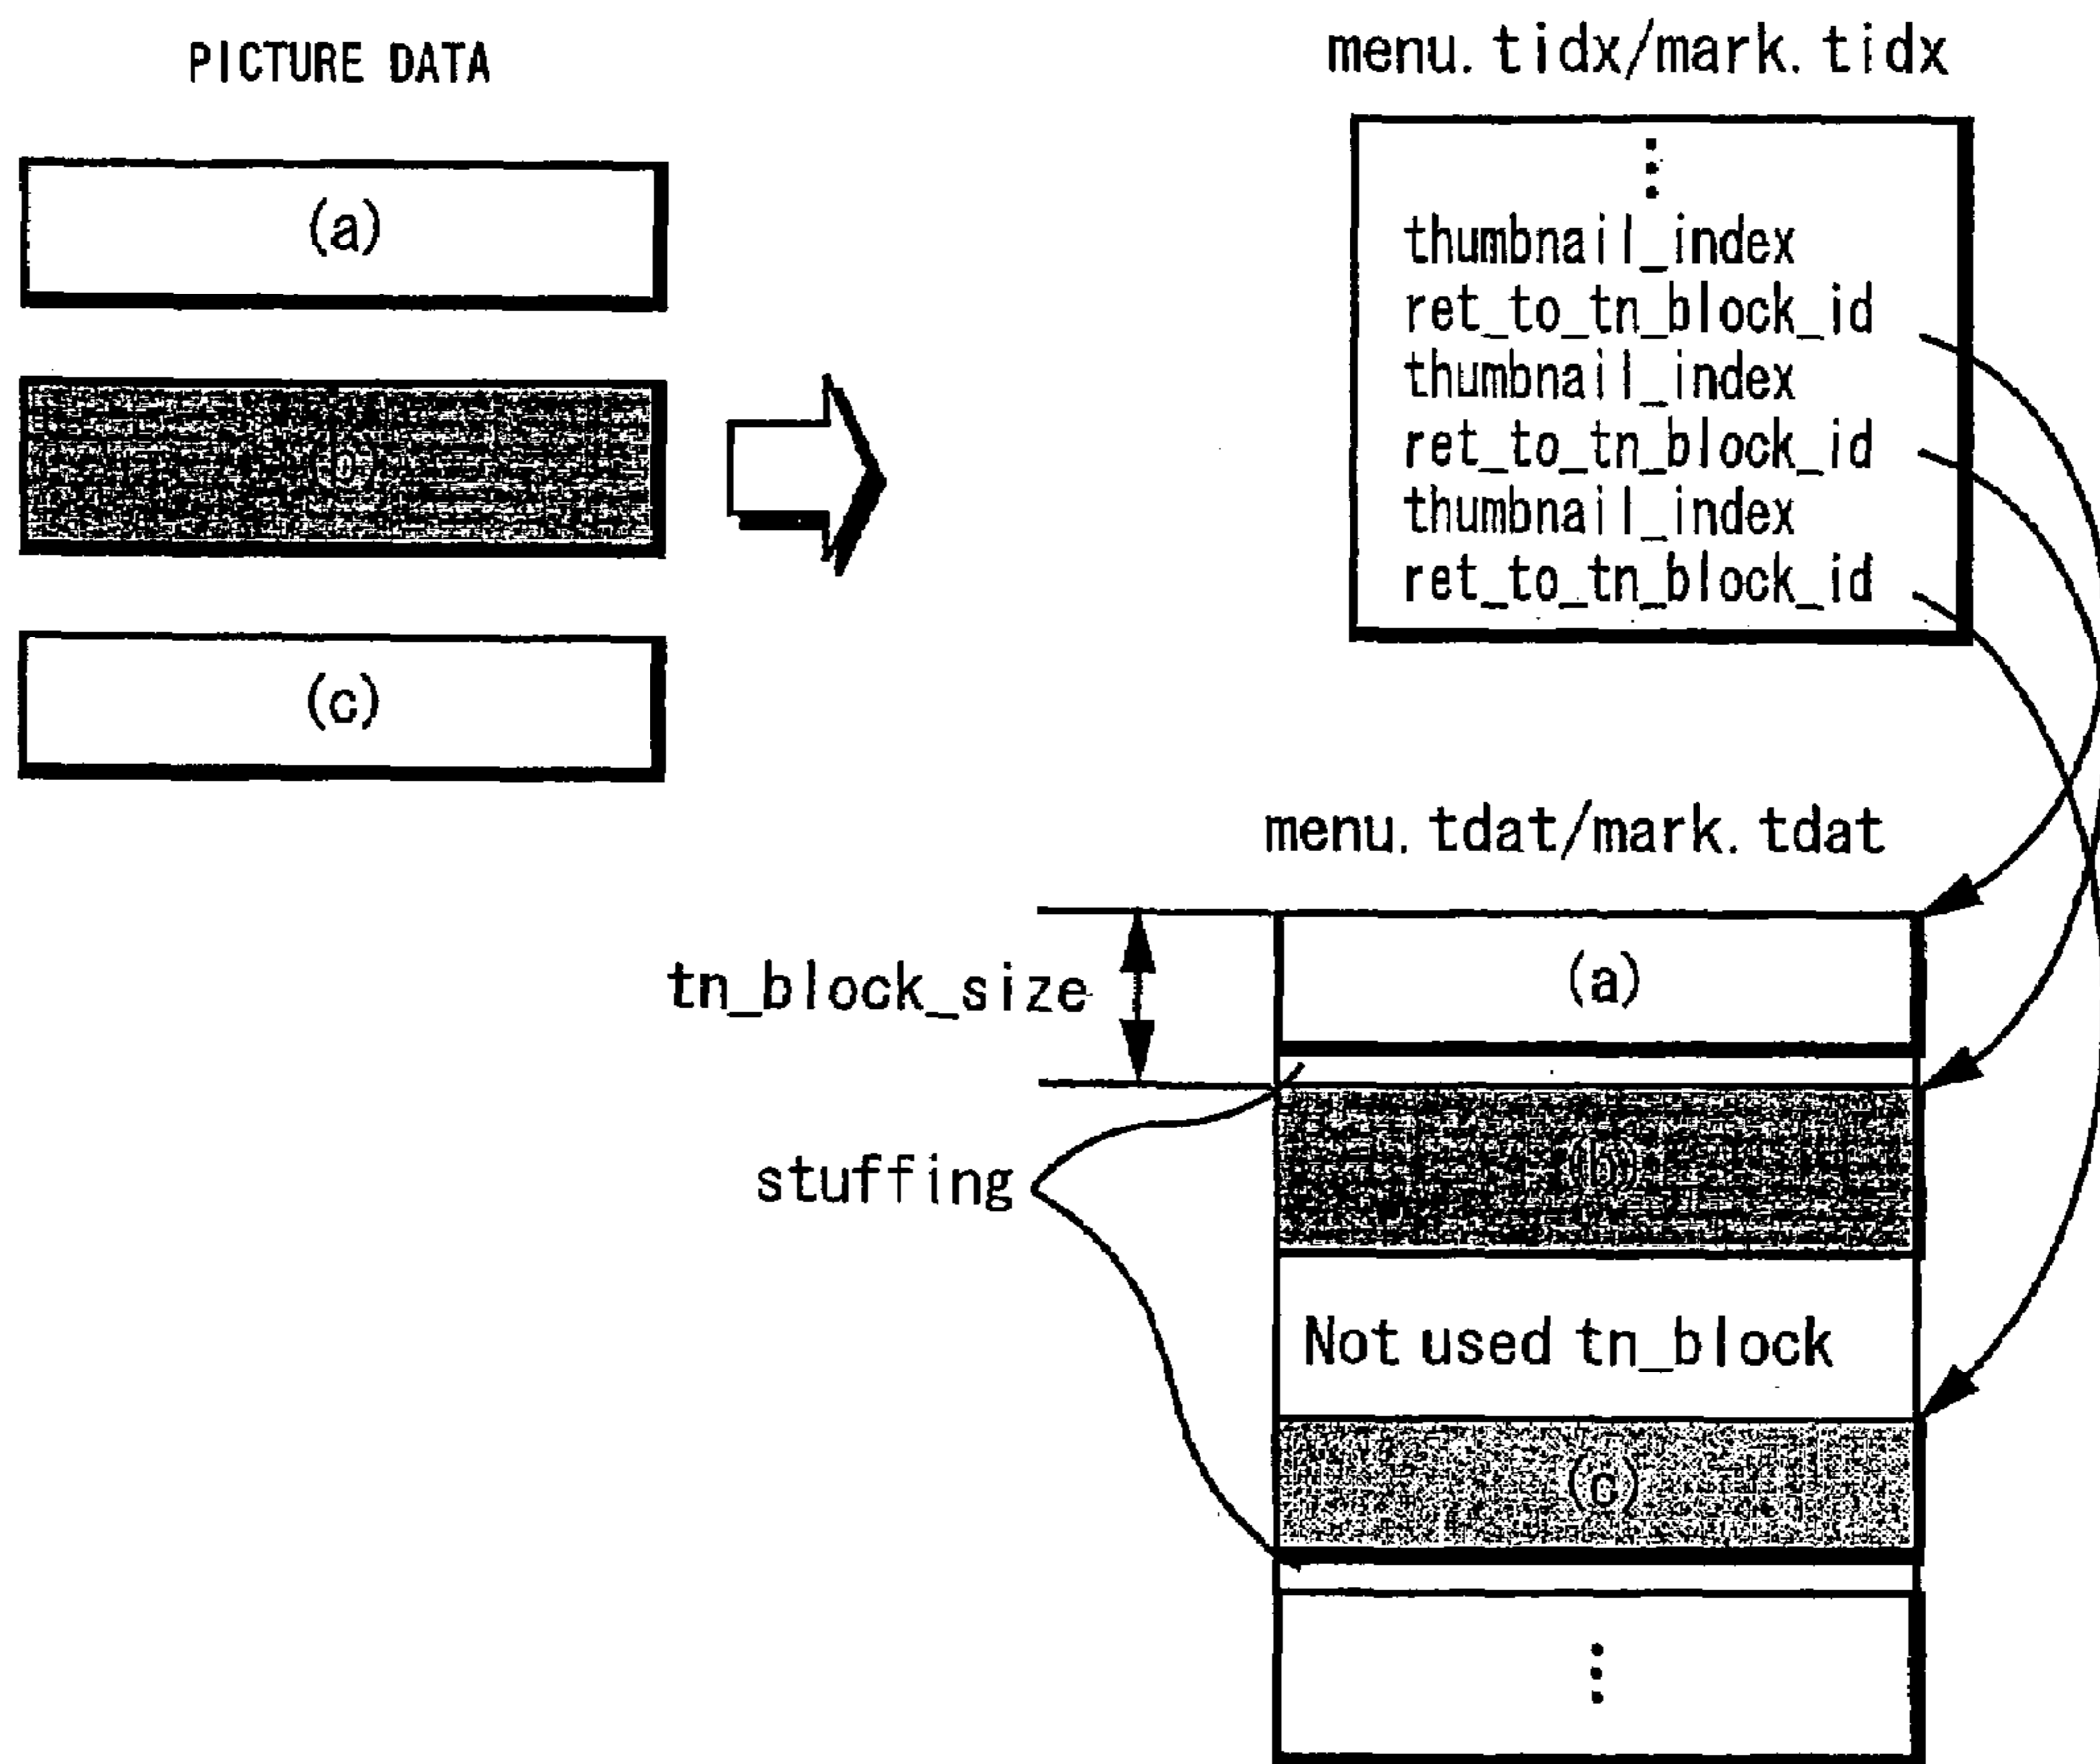 PICTURE DATA
(a)
(b)
(c)
menu.tidx/mark.tidx
thumbnail_index
ret_to_tn_block_id
thumbnail_index
ret_to_tn_block_id
thumbnail_index
ret_to_tn_block_id
menu.tdat/mark.tdat
tn_block_size
stuffing
(a)
(b)
Not used tn_block
(c)